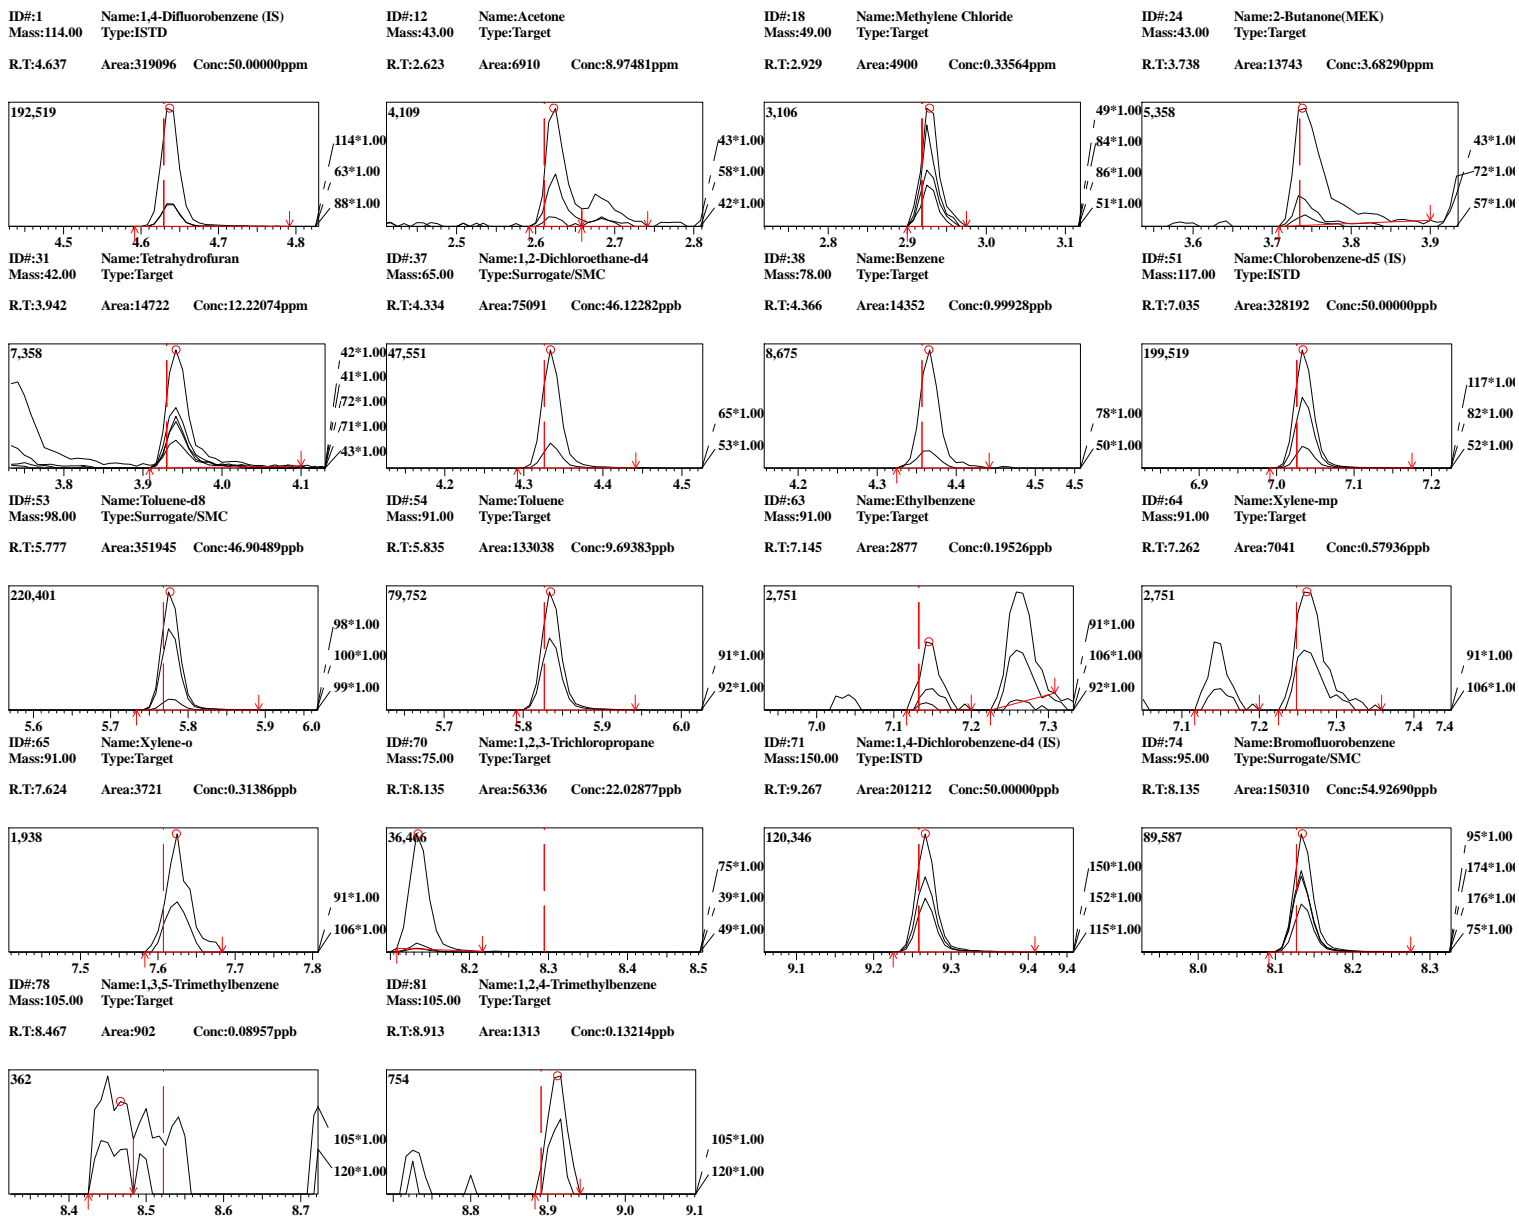 ID#:1 Name:1,4-Difluorobenzene (IS)
Mass:114.00 Type:ISTD
R.T:4.637 Area:319096 Conc:50.00000ppm
192,519
114*1.00
63*1.00
88*1.00
4.5 4.6 4.7 4.8
ID#:12 Name:Acetone
Mass:43.00 Type:Target
R.T:2.623 Area:6910 Conc:8.97481ppm
4,109
43*1.00
58*1.00
42*1.00
2.5 2.6 2.7 2.8
ID#:18 Name:Methylene Chloride
Mass:49.00 Type:Target
R.T:2.929 Area:4900 Conc:0.33564ppm
3,106
49*1.00
84*1.00
86*1.00
51*1.00
2.8 2.9 3.0 3.1
ID#:24 Name:2-Butanone(MEK)
Mass:43.00 Type:Target
R.T:3.738 Area:13743 Conc:3.68290ppm
5,358
43*1.00
72*1.00
57*1.00
3.6 3.7 3.8 3.9
ID#:31 Name:Tetrahydrofuran
Mass:42.00 Type:Target
R.T:3.942 Area:14722 Conc:12.22074ppm
7,358
42*1.00
41*1.00
72*1.00
71*1.00
43*1.00
3.8 3.9 4.0 4.1
ID#:37 Name:1,2-Dichloroethane-d4
Mass:65.00 Type:Surrogate/SMC
R.T:4.334 Area:75091 Conc:46.12282ppb
47,551
65*1.00
53*1.00
4.2 4.3 4.4 4.5
ID#:38 Name:Benzene
Mass:78.00 Type:Target
R.T:4.366 Area:14352 Conc:0.99928ppb
8,675
78*1.00
50*1.00
4.2 4.3 4.4 4.5
ID#:51 Name:Chlorobenzene-d5 (IS)
Mass:117.00 Type:ISTD
R.T:7.035 Area:328192 Conc:50.00000ppb
199,519
117*1.00
82*1.00
52*1.00
6.9 7.0 7.1 7.2
ID#:53 Name:Toluene-d8
Mass:98.00 Type:Surrogate/SMC
R.T:5.777 Area:351945 Conc:46.90489ppb
220,401
98*1.00
100*1.00
99*1.00
5.6 5.7 5.8 5.9 6.0
ID#:54 Name:Toluene
Mass:91.00 Type:Target
R.T:5.835 Area:133038 Conc:9.69383ppb
79,752
91*1.00
92*1.00
5.7 5.8 5.9 6.0
ID#:63 Name:Ethylbenzene
Mass:91.00 Type:Target
R.T:7.145 Area:2877 Conc:0.19526ppb
2,751
91*1.00
106*1.00
92*1.00
7.0 7.1 7.2 7.3
ID#:64 Name:Xylene-mp
Mass:91.00 Type:Target
R.T:7.262 Area:7041 Conc:0.57936ppb
2,751
91*1.00
106*1.00
7.1 7.2 7.3 7.4 7.4
ID#:65 Name:Xylene-o
Mass:91.00 Type:Target
R.T:7.624 Area:3721 Conc:0.31386ppb
1,938
91*1.00
106*1.00
7.5 7.6 7.7 7.8
ID#:70 Name:1,2,3-Trichloropropane
Mass:75.00 Type:Target
R.T:8.135 Area:56336 Conc:22.02877ppb
36,466
75*1.00
39*1.00
49*1.00
8.2 8.3 8.4 8.5
ID#:71 Name:1,4-Dichlorobenzene-d4 (IS)
Mass:150.00 Type:ISTD
R.T:9.267 Area:201212 Conc:50.00000ppb
120,346
150*1.00
152*1.00
115*1.00
9.1 9.2 9.3 9.4 9.4
ID#:74 Name:Bromofluorobenzene
Mass:95.00 Type:Surrogate/SMC
R.T:8.135 Area:150310 Conc:54.92690ppb
89,587
95*1.00
174*1.00
176*1.00
75*1.00
8.0 8.1 8.2 8.3
ID#:78 Name:1,3,5-Trimethylbenzene
Mass:105.00 Type:Target
R.T:8.467 Area:902 Conc:0.08957ppb
362
105*1.00
120*1.00
8.4 8.5 8.6 8.7
ID#:81 Name:1,2,4-Trimethylbenzene
Mass:105.00 Type:Target
R.T:8.913 Area:1313 Conc:0.13214ppb
754
105*1.00
120*1.00
8.8 8.9 9.0 9.1